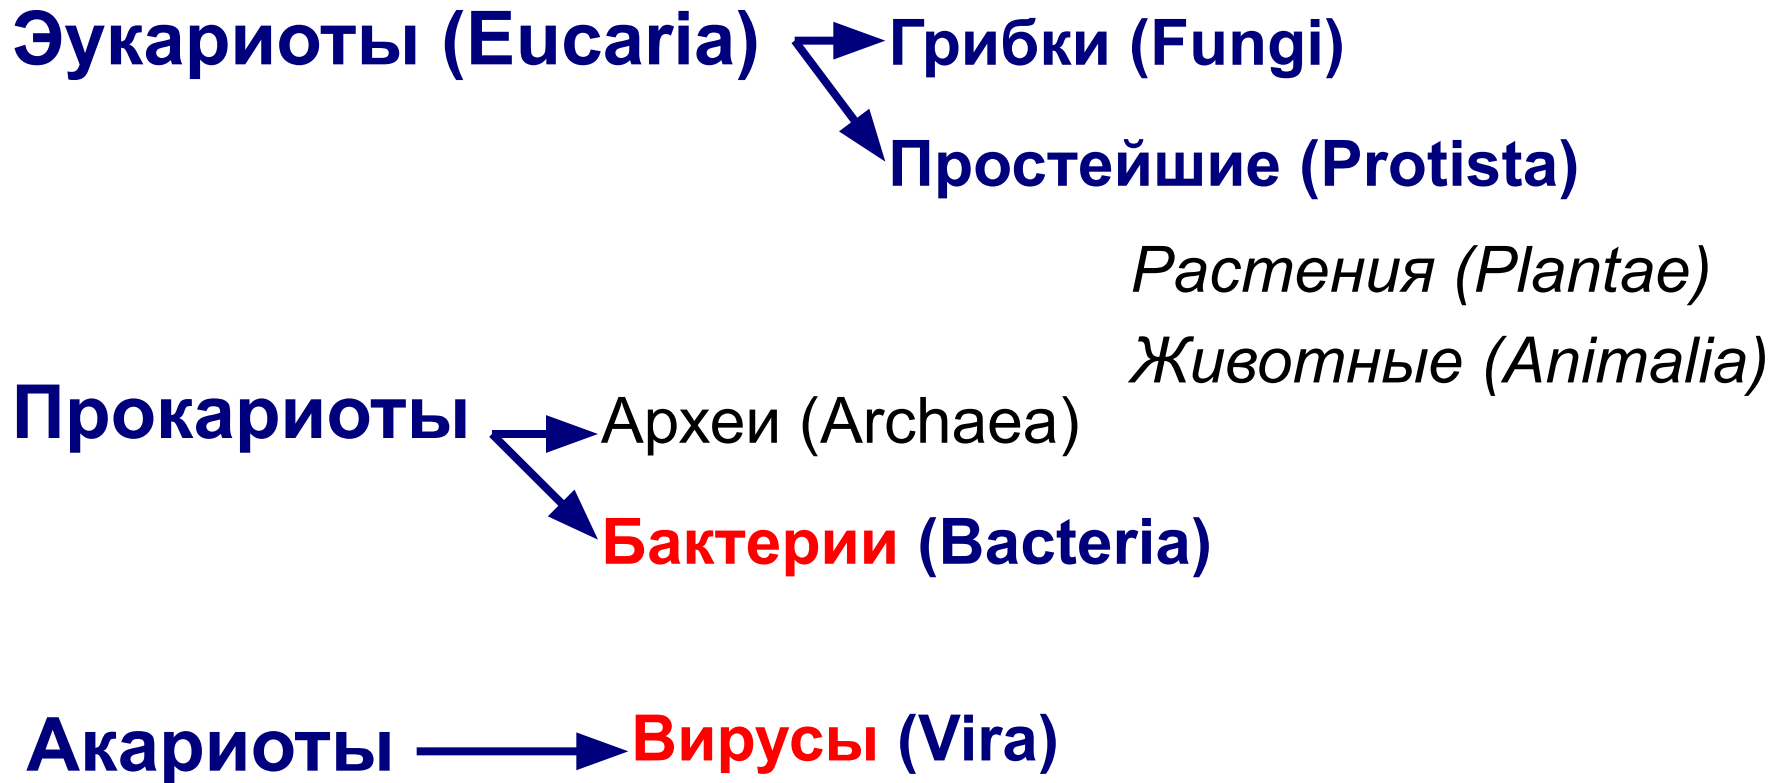 Эукариоты (Eucaria)
Грибки (Fungi)
Простейшие (Protista)
Растения (Plantae)
Животные (Animalia)
Прокариоты
Археи (Archaea)
Бактерии (Bacteria)
Акариоты
Вирусы (Vira)